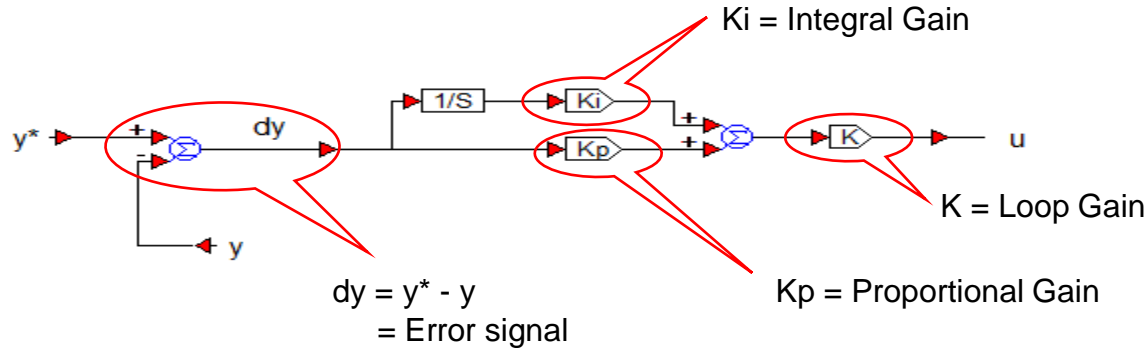 Ki = Integral Gain
1/S
Ki
+
y*
+
dy
Σ
-
Kp
+
Σ
K
u
K = Loop Gain
y
dy = y* - y
= Error signal
Kp = Proportional Gain